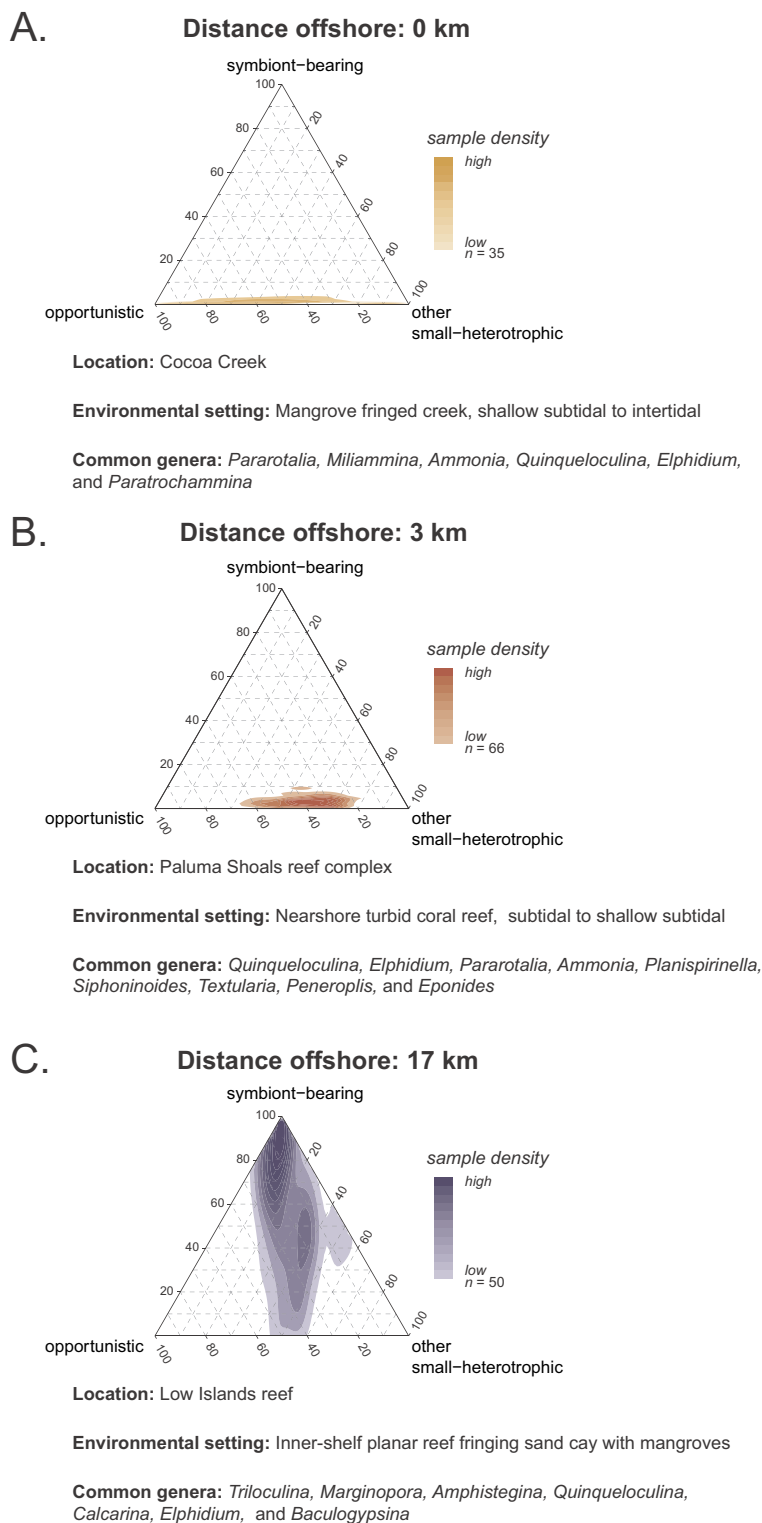 A.
Distance offshore: 0 km
symbiont−bearing
100
80
60
40
20
20
40
60
80
100
sample density
high
low
n = 35
opportunistic
100
80
60
40
20
other
small−heterotrophic
Location: Cocoa Creek
Environmental setting: Mangrove fringed creek, shallow subtidal to intertidal
Common genera: Pararotalia, Miliammina, Ammonia, Quinqueloculina, Elphidium,
and Paratrochammina
B.
Distance offshore: 3 km
symbiont−bearing
100
80
60
40
20
20
40
60
80
100
sample density
high
low
n = 66
opportunistic
100
80
60
40
20
other
small−heterotrophic
Location: Paluma Shoals reef complex
Environmental setting: Nearshore turbid coral reef, subtidal to shallow subtidal
Common genera: Quinqueloculina, Elphidium, Pararotalia, Ammonia, Planispirinella,
Siphoninoides, Textularia, Peneroplis, and Eponides
C.
Distance offshore: 17 km
symbiont−bearing
100
80
60
40
20
20
40
60
80
100
sample density
high
low
n = 50
opportunistic
100
80
60
40
20
other
small−heterotrophic
Location: Low Islands reef
Environmental setting: Inner-shelf planar reef fringing sand cay with mangroves
Common genera: Triloculina, Marginopora, Amphistegina, Quinqueloculina,
Calcarina, Elphidium, and Baculogypsina